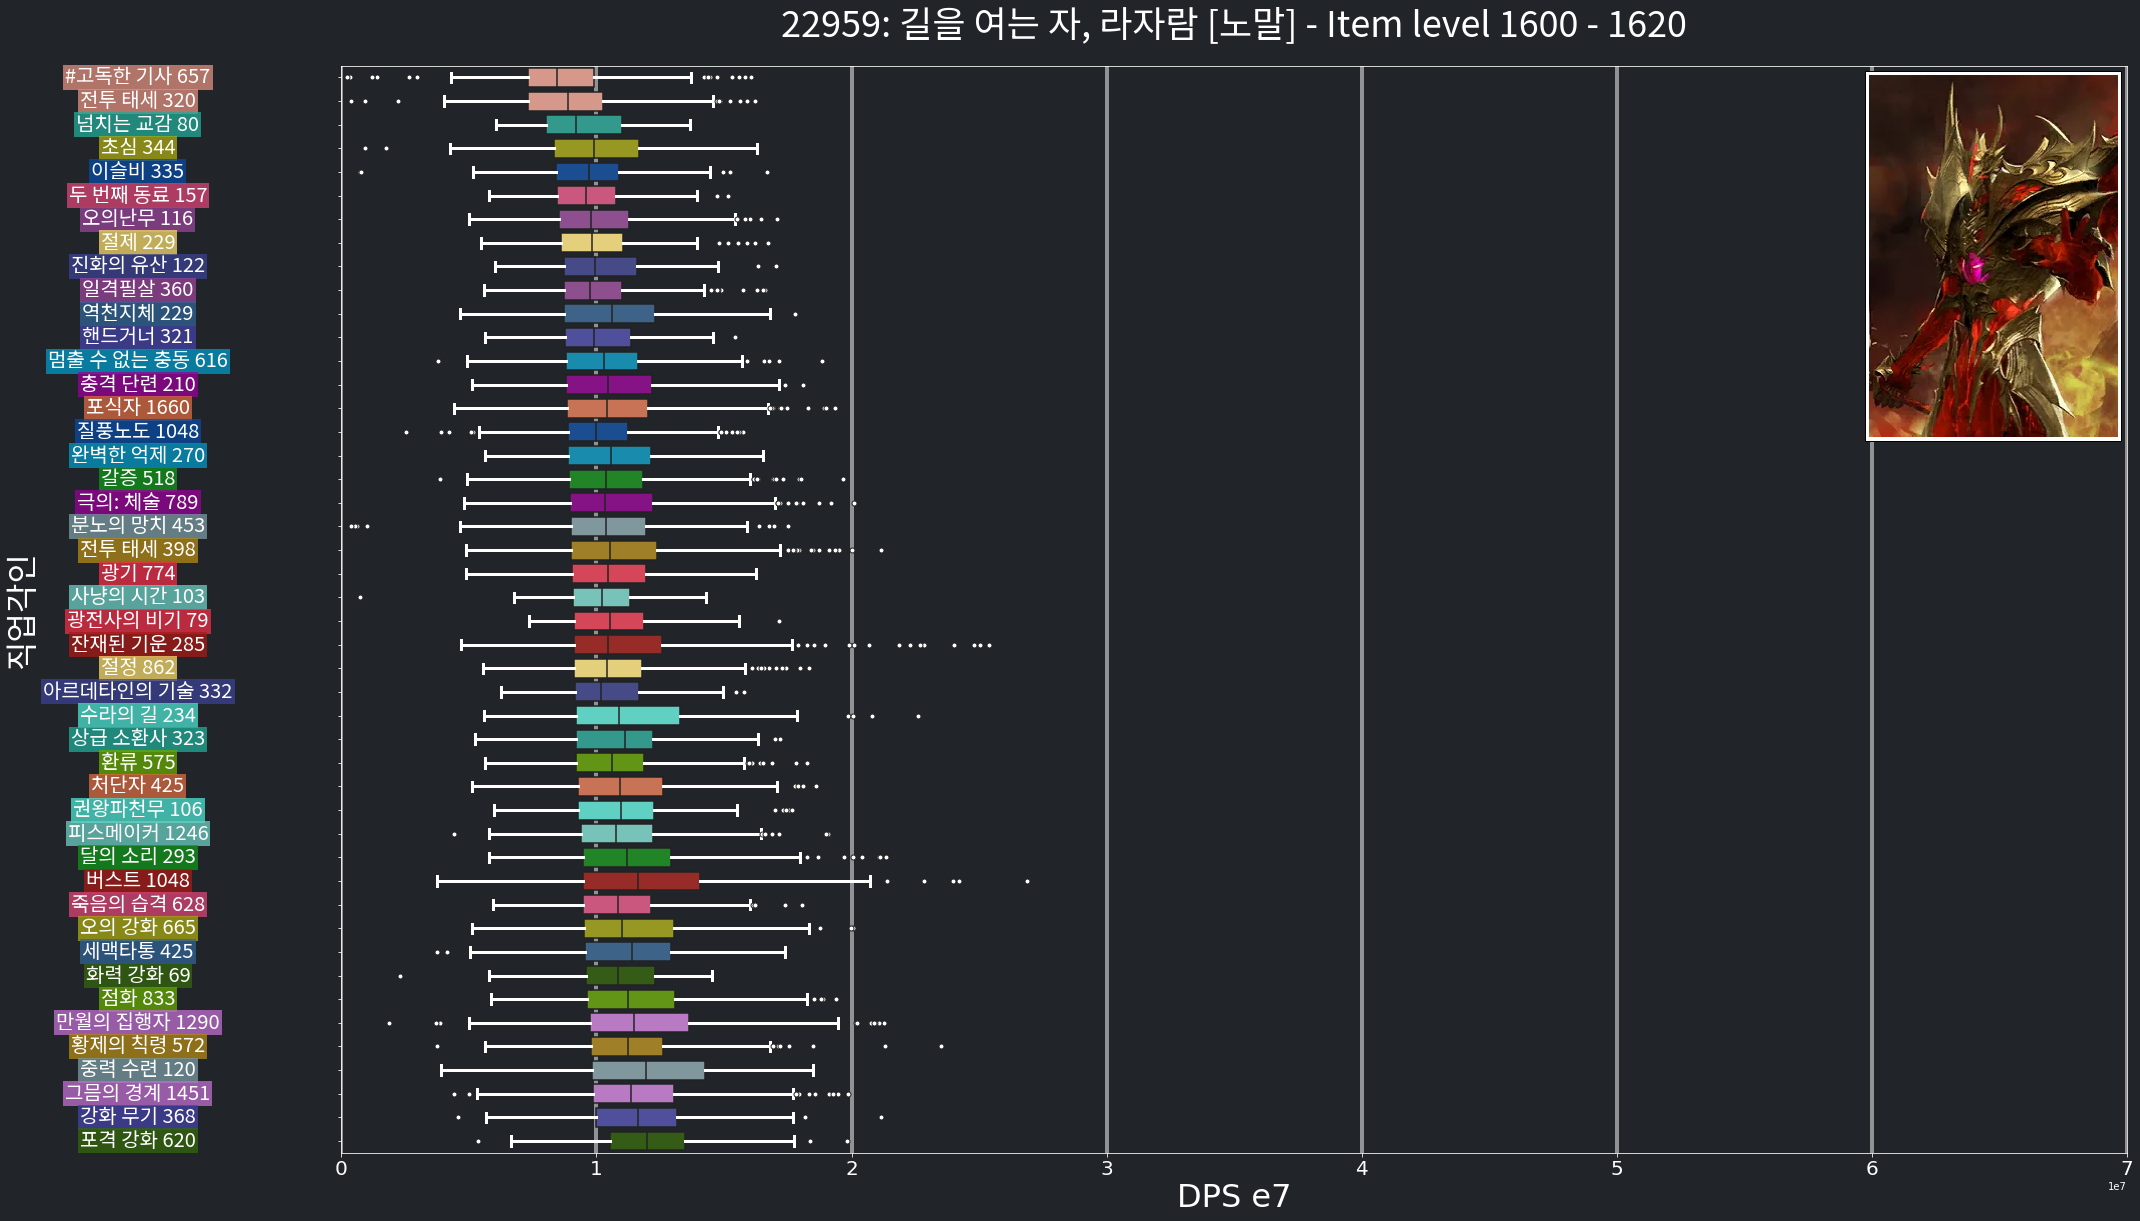 22959: 길을 여는 자, 라자람 [노말] - Item level 1600 - 1620
#고독한 기사 657
전투 태세 320
넘치는 교감 80
초심 344
이슬비 335
두 번째 동료 157
오의난무 116
절제 229
진화의 유산 122
일격필살 360
역천지체 229
핸드거너 321
멈출 수 없는 충동 616
충격 단련 210
포식자 1660
질풍노도 1048
완벽한 억제 270
갈증 518
극의: 체술 789
분노의 망치 453
전투 태세 398
광기 774
사냥의 시간 103
광전사의 비기 79
잔재된 기운 285
절정 862
아르데타인의 기술 332
수라의 길 234
상급 소환사 323
환류 575
처단자 425
권왕파천무 106
피스메이커 1246
달의 소리 293
버스트 1048
죽음의 습격 628
오의 강화 665
세맥타통 425
화력 강화 69
점화 833
만월의 집행자 1290
황제의 칙령 572
중력 수련 120
그믐의 경계 1451
강화 무기 368
포격 강화 620
직업각인
0 1 2 3 4 5 6 7
DPS e7
1e7